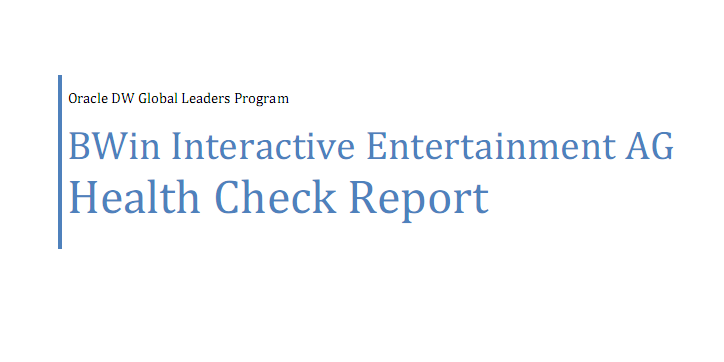 Oracle DW Global Leaders Program
BWin Interactive Entertainment AG
Health Check Report